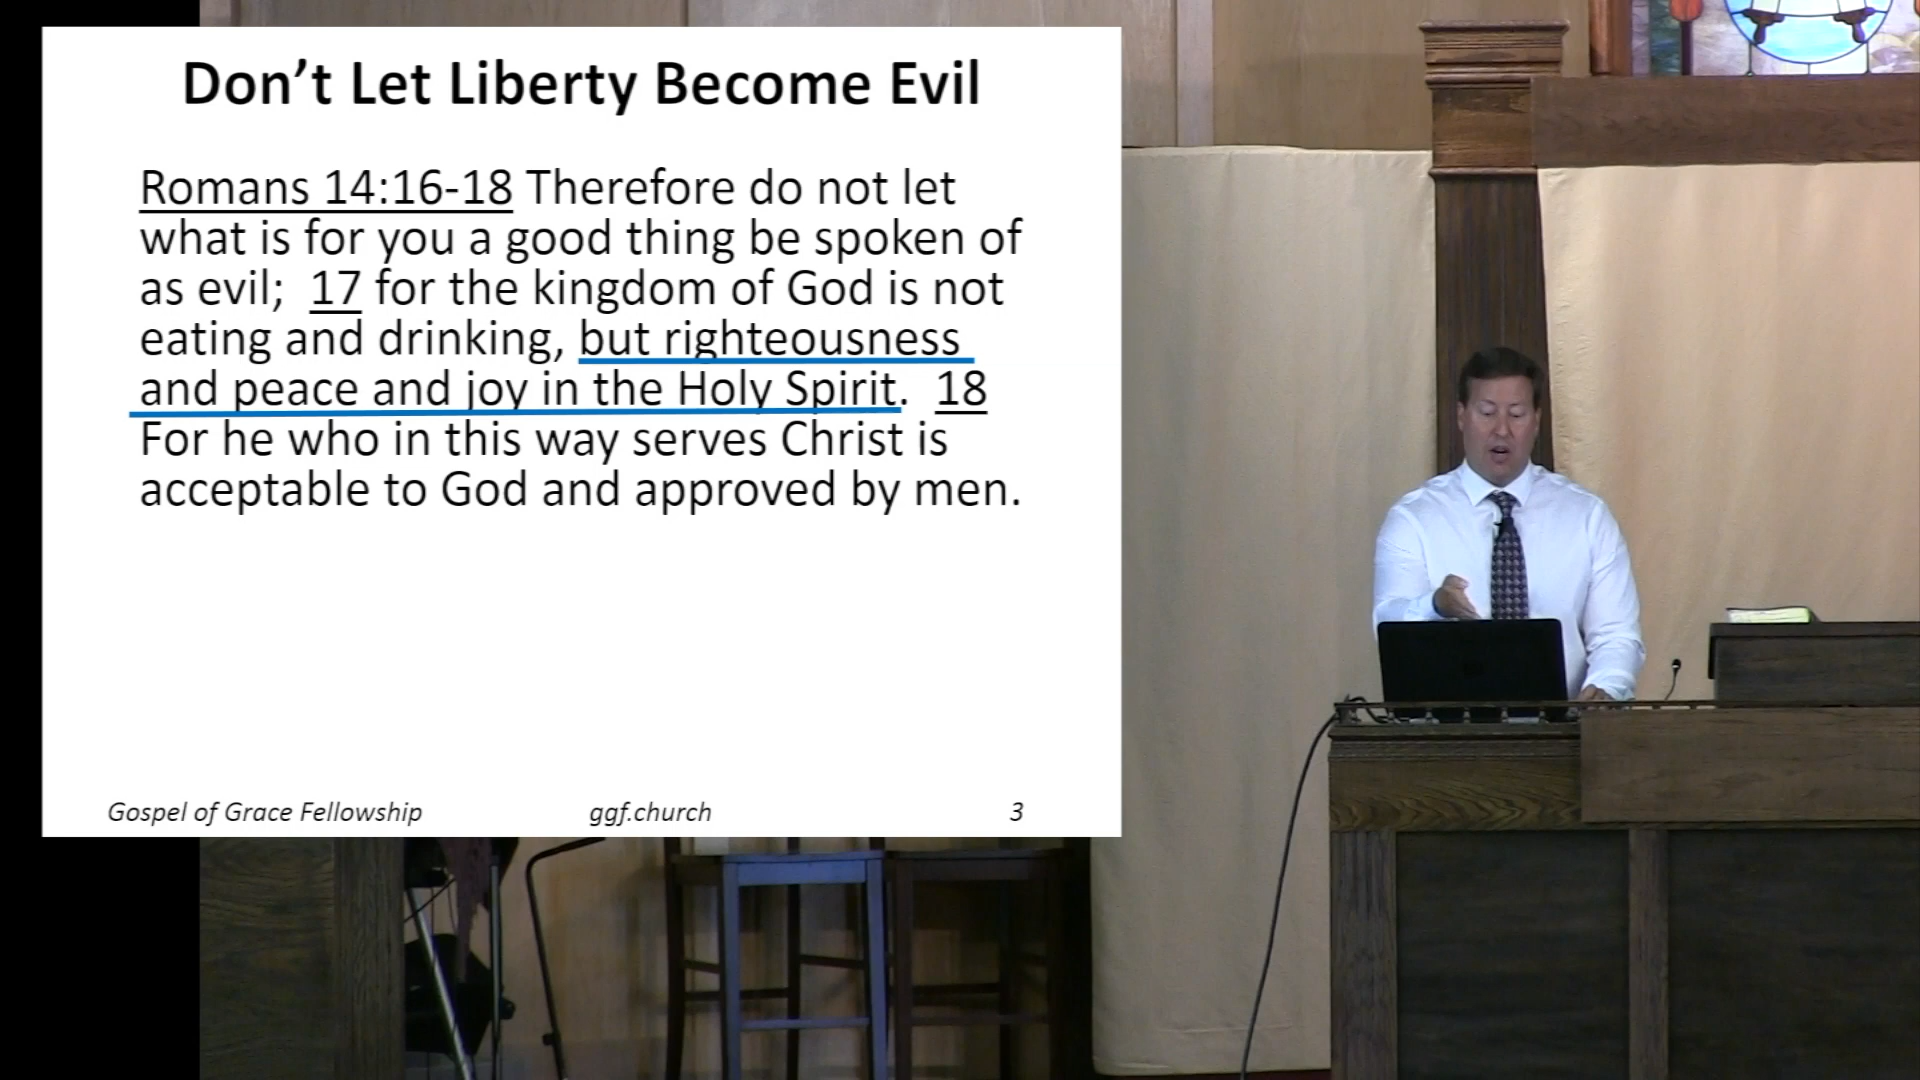 Don’t Let Liberty Become Evil
Romans 14:16-18 Therefore do not let
what is for you a good thing be spoken of
as evil;  17 for the kingdom of God is not
eating and drinking, but righteousness
and peace and joy in the Holy Spirit.  18
For he who in this way serves Christ is
acceptable to God and approved by men.
Gospel of Grace Fellowship ggf.church 3